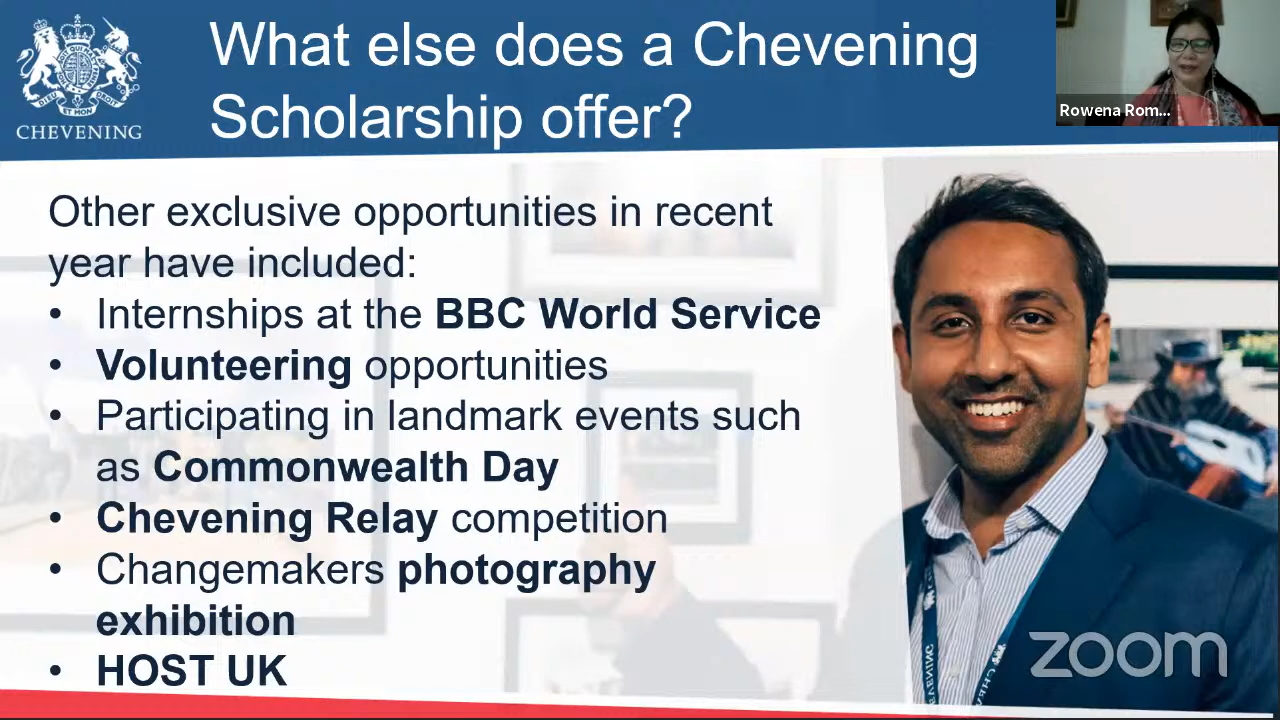 What else does a Chevening
Scholarship offer?
CHEVENING
Rowena Rom...
Other exclusive opportunities in recent
year have included:
• Internships at the BBC World Service
• Volunteering opportunities
• Participating in landmark events such
as Commonwealth Day
• Chevening Relay competition
• Changemakers photography
exhibition
• HOST UK
zoom